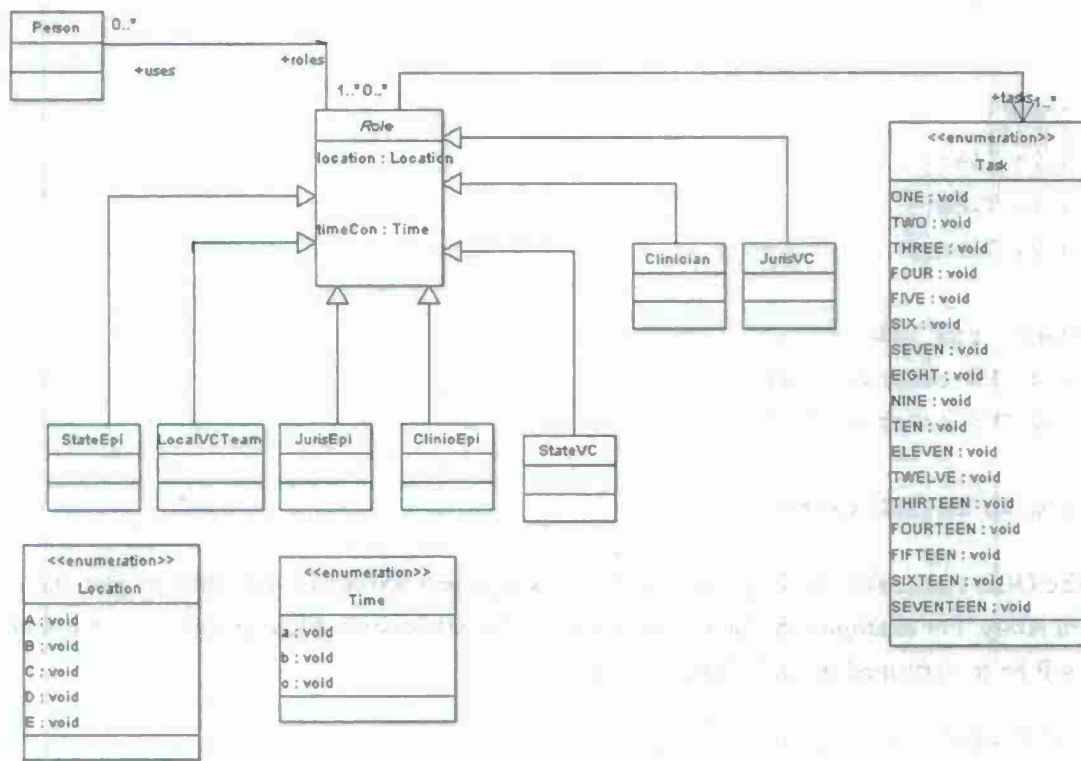 Person
0..*
+uses
+roles
1..* 0..*
Role
location : Location
timeCon : Time
+tasks
1..*
<<enumeration>>
Task
ONE : void
TWO : void
THREE : void
FOUR : void
FIVE : void
SIX : void
SEVEN : void
EIGHT : void
NINE : void
TEN : void
ELEVEN : void
TWELVE : void
THIRTEEN : void
FOURTEEN : void
FIFTEEN : void
SIXTEEN : void
SEVENTEEN : void
Clinician
JurisVC
StateEpi
LocalVCTeam
JurisEpi
ClinioEpi
StateVC
<<enumeration>>
Location
A : void
B : void
C : void
D : void
E : void
<<enumeration>>
Time
a : void
b : void
c : void